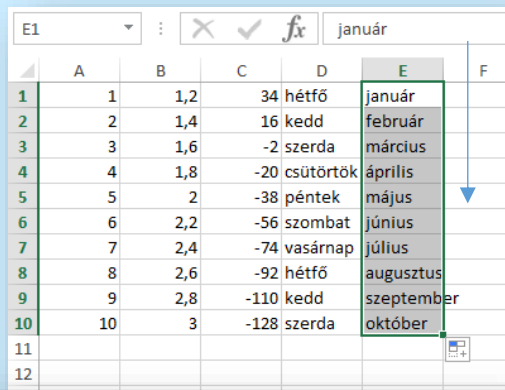 E1 fx január
A B C D E F
1 1 1,2 34 hétfő január
2 2 1,4 16 kedd február
3 3 1,6 -2 szerda március
4 4 1,8 -20 csütörtök április
5 5 2 -38 péntek május
6 6 2,2 -56 szombat június
7 7 2,4 -74 vasárnap július
8 8 2,6 -92 hétfő augusztus
9 9 2,8 -110 kedd szeptember
10 10 3 -128 szerda október
11
12